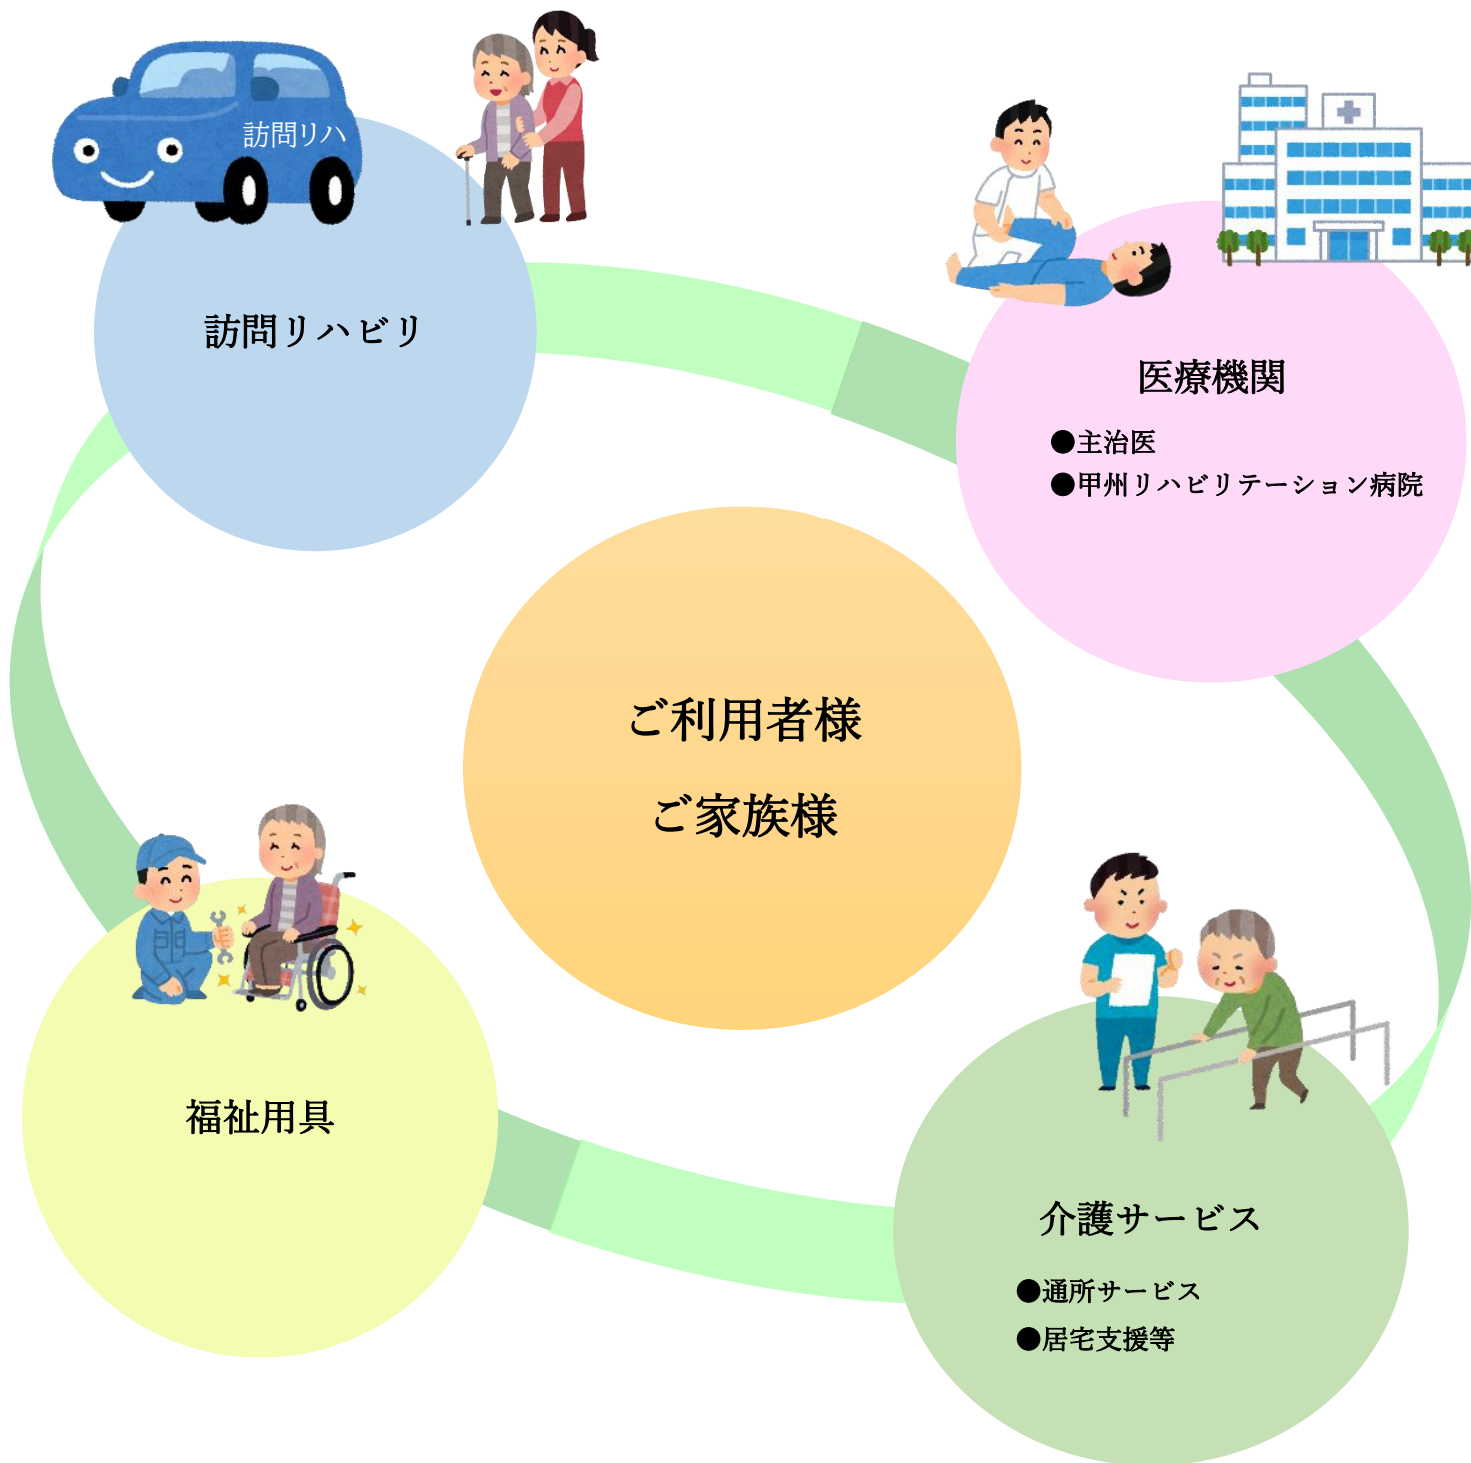 訪問リハ
訪問リハビリ
医療機関
●主治医
●甲州リハビリテーション病院
ご利用者様
ご家族様
福祉用具
介護サービス
●通所サービス
●居宅支援等